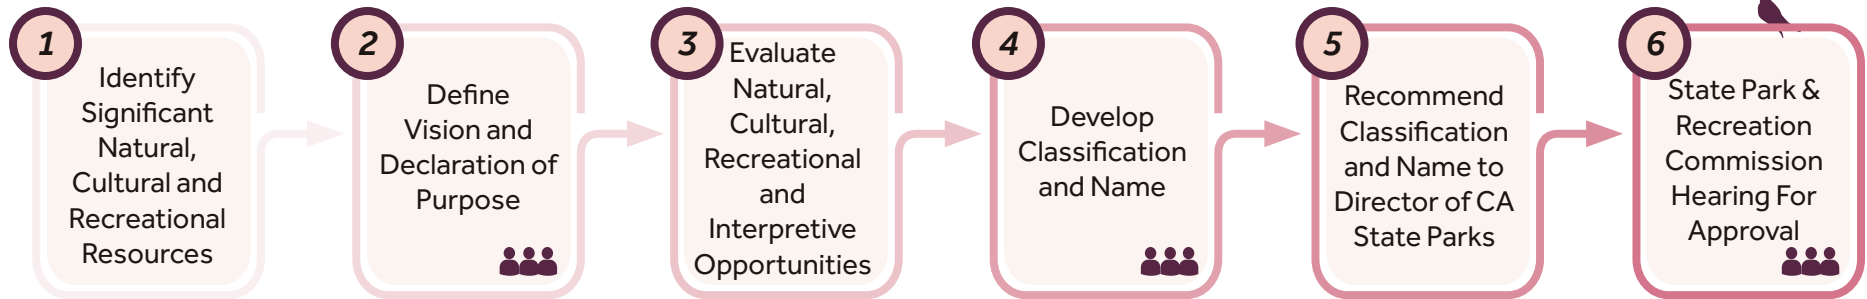 1
Identify
Significant
Natural,
Cultural and
Recreational
Resources
2
Define
Vision and
Declaration of
Purpose
3
Evaluate
Natural,
Cultural,
Recreational
and
Interpretive
Opportunities
4
Develop
Classification
and Name
5
Recommend
Classification
and Name to
Director of CA
State Parks
6
State Park &
Recreation
Commission
Hearing For
Approval